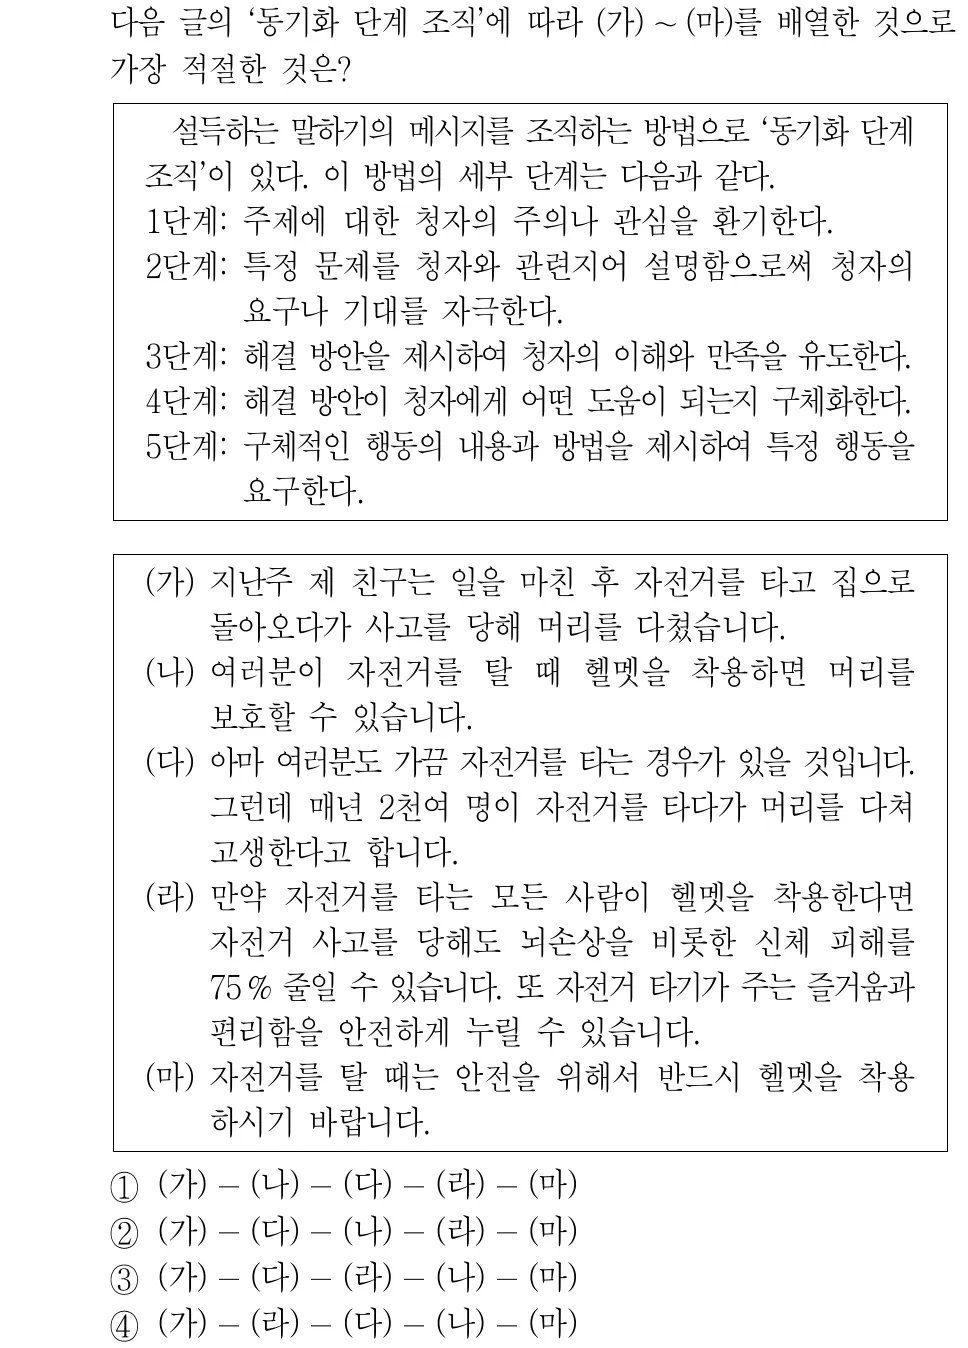 다음 글의 ‘동기화 단계 조직’에 따라 (가) ~ (마)를 배열한 것으로
가장 적절한 것은?
설득하는 말하기의 메시지를 조직하는 방법으로 ‘동기화 단계
조직’이 있다. 이 방법의 세부 단계는 다음과 같다.
1단계: 주제에 대한 청자의 주의나 관심을 환기한다.
2단계: 특정 문제를 청자와 관련지어 설명함으로써 청자의
요구나 기대를 자극한다.
3단계: 해결 방안을 제시하여 청자의 이해와 만족을 유도한다.
4단계: 해결 방안이 청자에게 어떤 도움이 되는지 구체화한다.
5단계: 구체적인 행동의 내용과 방법을 제시하여 특정 행동을
요구한다.
(가) 지난주 제 친구는 일을 마친 후 자전거를 타고 집으로
돌아오다가 사고를 당해 머리를 다쳤습니다.
(나) 여러분이 자전거를 탈 때 헬멧을 착용하면 머리를
보호할 수 있습니다.
(다) 아마 여러분도 가끔 자전거를 타는 경우가 있을 것입니다.
그런데 매년 2천여 명이 자전거를 타다가 머리를 다쳐
고생한다고 합니다.
(라) 만약 자전거를 타는 모든 사람이 헬멧을 착용한다면
자전거 사고를 당해도 뇌손상을 비롯한 신체 피해를
75% 줄일 수 있습니다. 또 자전거 타기가 주는 즐거움과
편리함을 안전하게 누릴 수 있습니다.
(마) 자전거를 탈 때는 안전을 위해서 반드시 헬멧을 착용
하시기 바랍니다.
① (가) – (나) – (다) – (라) – (마)
② (가) – (다) – (나) – (라) – (마)
③ (가) – (다) – (라) – (나) – (마)
④ (가) – (라) – (다) – (나) – (마)